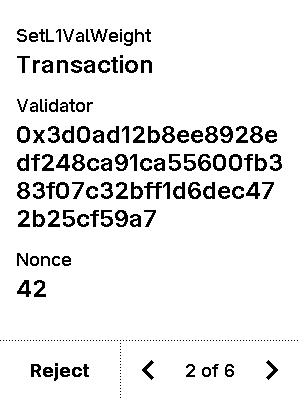 SetL1ValWeight
Transaction
Validator
0x3d0ad12b8ee8928e
df248ca91ca55600fb3
83f07c32bff1d6dec47
2b25cf59a7
Nonce
42
Reject
2 of 6